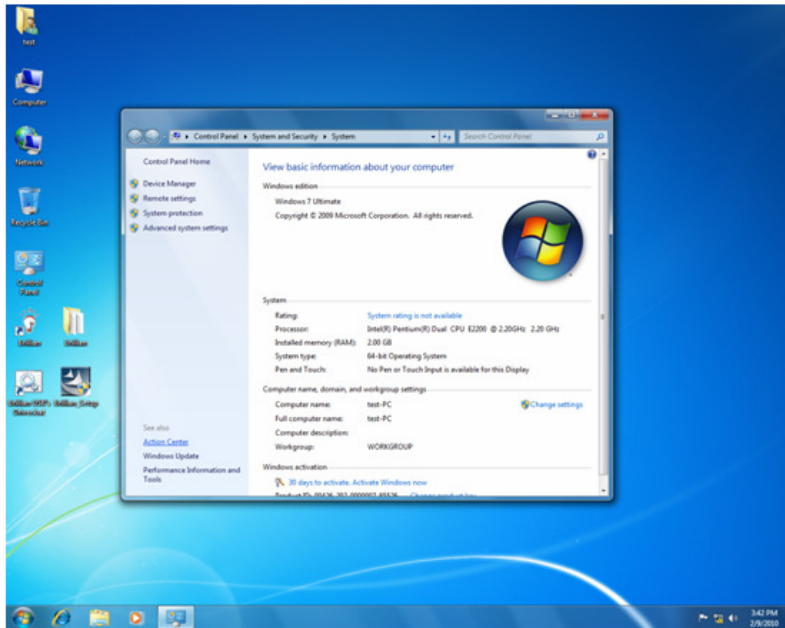 test
Computer
Network
Recycle Bin
Control
Panel
Control Panel
System and Security
System
Search Control Panel
Control Panel Home
Device Manager
Remote settings
System protection
Advanced system settings
See also
Action Center
Windows Update
Performance Information and
Tools
View basic information about your computer
Windows edition
Windows 7 Ultimate
Copyright © 2009 Microsoft Corporation. All rights reserved.
System
Rating: System rating is not available
Processor: Intel(R) Pentium(R) Dual CPU E2200 @ 2.20GHz 2.20 GHz
Installed memory (RAM): 2.00 GB
System type: 64-bit Operating System
Pen and Touch: No Pen or Touch Input is available for this Display
Computer name, domain, and workgroup settings
Computer name: test-PC
Change settings
Full computer name: test-PC
Computer description:
Workgroup: WORKGROUP
Windows activation
30 days to activate. Activate Windows now
3:42 PM
2/9/2010